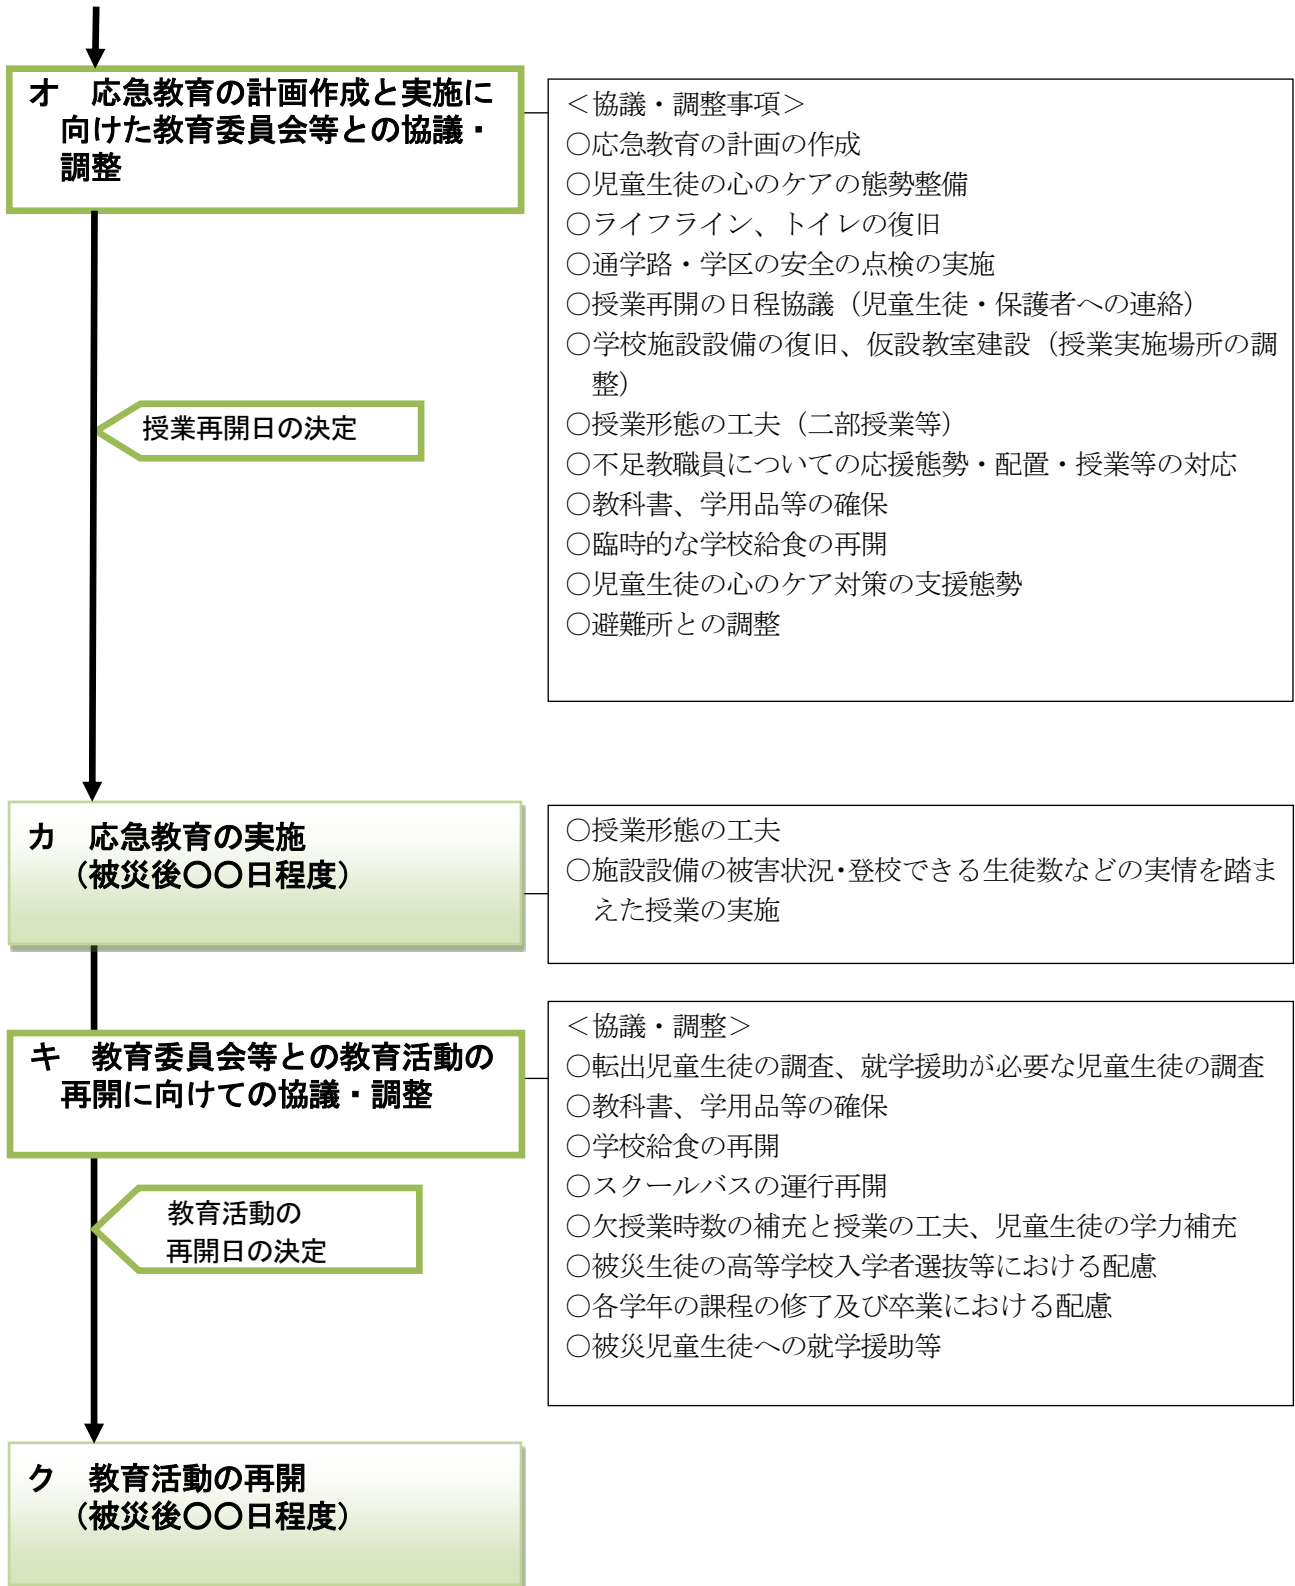 オ　応急教育の計画作成と実施に
向けた教育委員会等との協議・
調整
＜協議・調整事項＞
○応急教育の計画の作成
○児童生徒の心のケアの態勢整備
○ライフライン、トイレの復旧
○通学路・学区の安全の点検の実施
○授業再開の日程協議（児童生徒・保護者への連絡）
○学校施設設備の復旧、仮設教室建設（授業実施場所の調
整）
○授業形態の工夫（二部授業等）
○不足教職員についての応援態勢・配置・授業等の対応
○教科書、学用品等の確保
○臨時的な学校給食の再開
○児童生徒の心のケア対策の支援態勢
○避難所との調整
授業再開日の決定
カ　応急教育の実施
（被災後〇〇日程度）
○授業形態の工夫
○施設設備の被害状況・登校できる生徒数などの実情を踏ま
えた授業の実施
キ　教育委員会等との教育活動の
再開に向けての協議・調整
＜協議・調整＞
○転出児童生徒の調査、就学援助が必要な児童生徒の調査
○教科書、学用品等の確保
○学校給食の再開
○スクールバスの運行再開
○欠授業時数の補充と授業の工夫、児童生徒の学力補充
○被災生徒の高等学校入学者選抜等における配慮
○各学年の課程の修了及び卒業における配慮
○被災児童生徒への就学援助等
教育活動の
再開日の決定
ク　教育活動の再開
（被災後〇〇日程度）